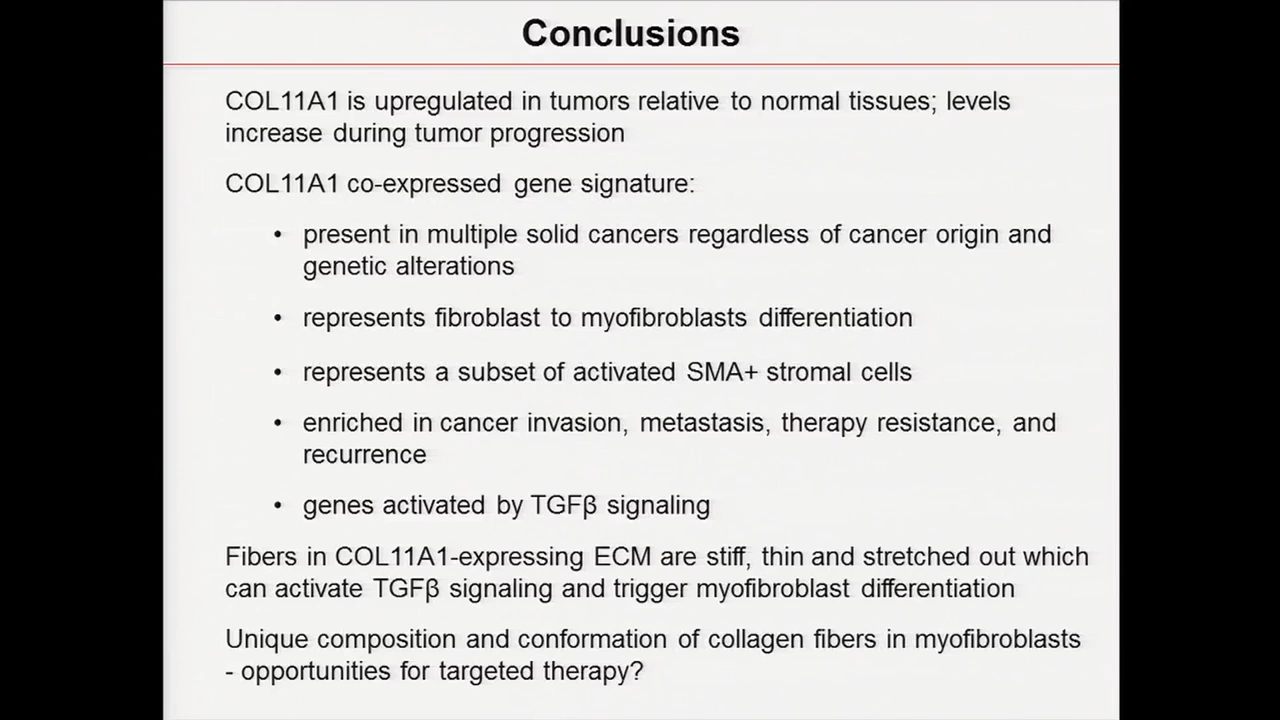 Conclusions
COL11A1 is upregulated in tumors relative to normal tissues; levels
increase during tumor progression
COL11A1 co-expressed gene signature:
• present in multiple solid cancers regardless of cancer origin and
genetic alterations
• represents fibroblast to myofibroblasts differentiation
• represents a subset of activated SMA+ stromal cells
• enriched in cancer invasion, metastasis, therapy resistance, and
recurrence
• genes activated by TGFβ signaling
Fibers in COL11A1-expressing ECM are stiff, thin and stretched out which
can activate TGFβ signaling and trigger myofibroblast differentiation
Unique composition and conformation of collagen fibers in myofibroblasts
- opportunities for targeted therapy?